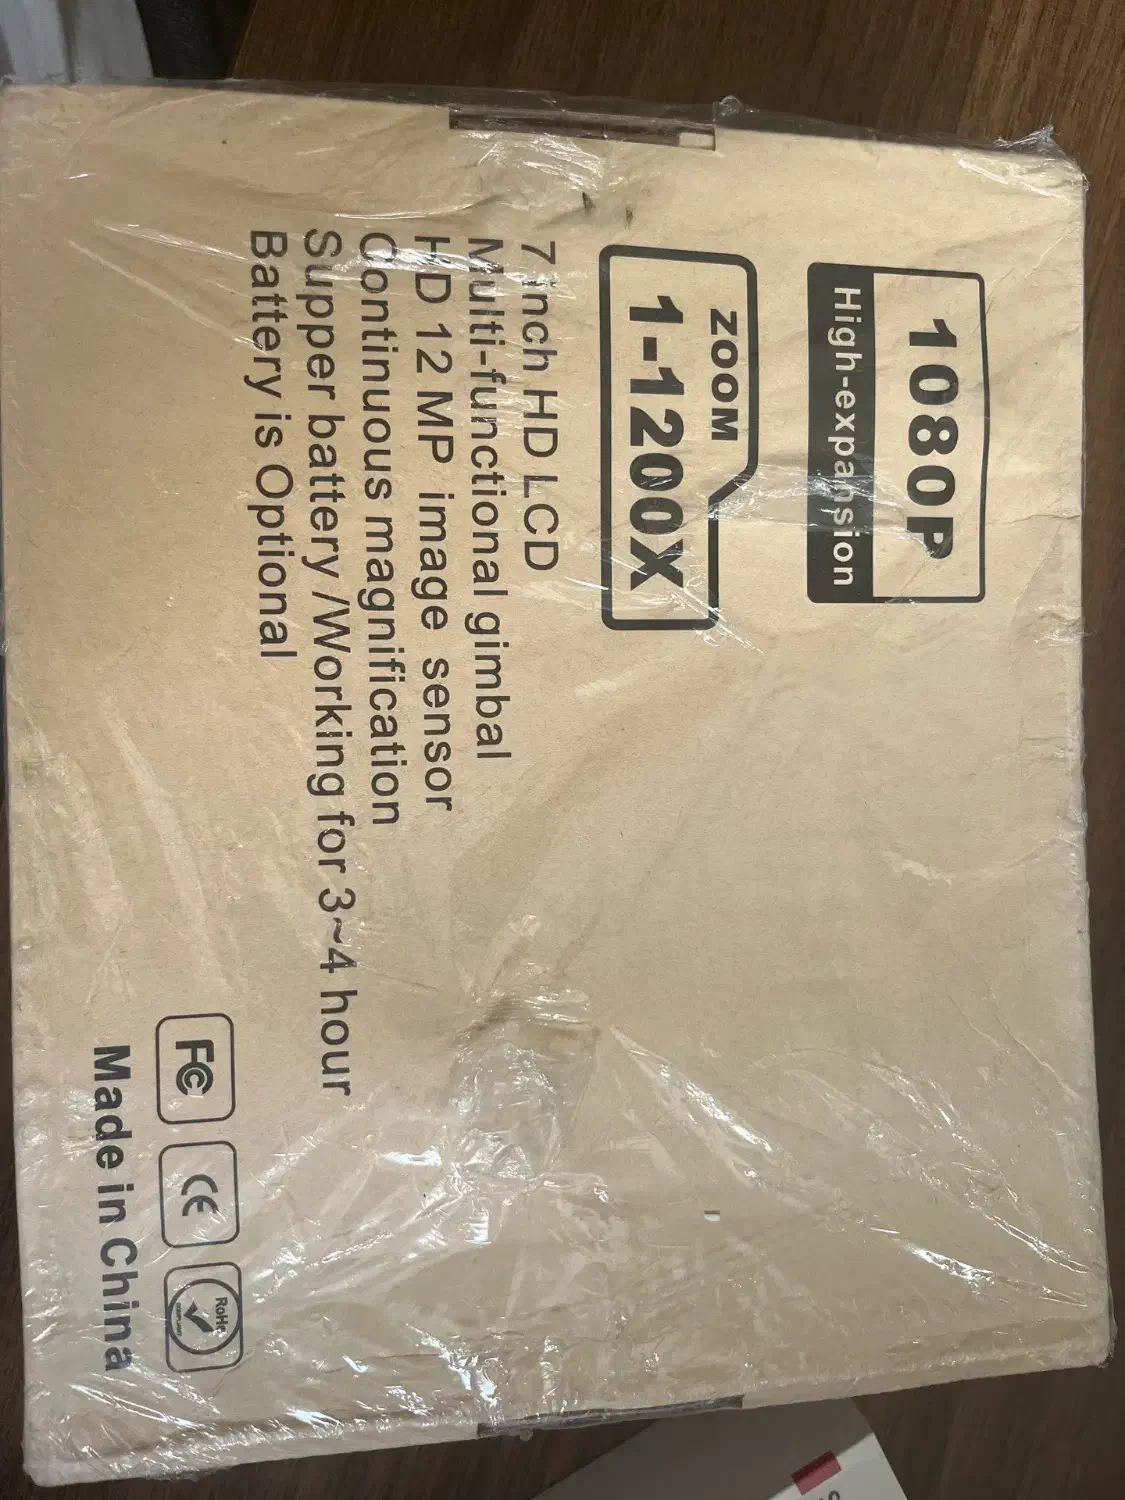 1080P
High-expansion
ZOOM
1-1200X
7 inch HD LCD
Multi-functional gimbal
HD 12 MP image sensor
Continuous magnification
Supper battery /Working for 3~4 hour
Battery is Optional
FC CE RoHS
Made in China